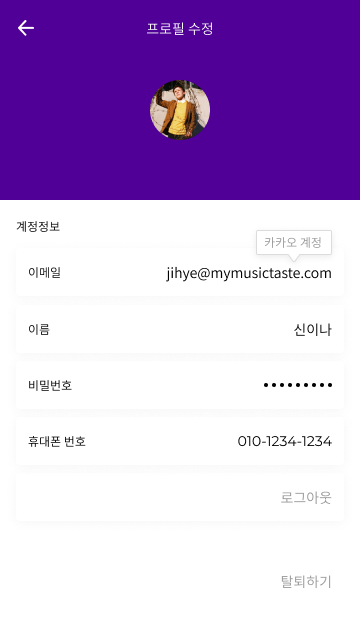 프로필 수정
계정정보
카카오 계정
이메일 jihye@mymusictaste.com
이름 신이나
비밀번호 •••••••••
휴대폰 번호 010-1234-1234
로그아웃
탈퇴하기